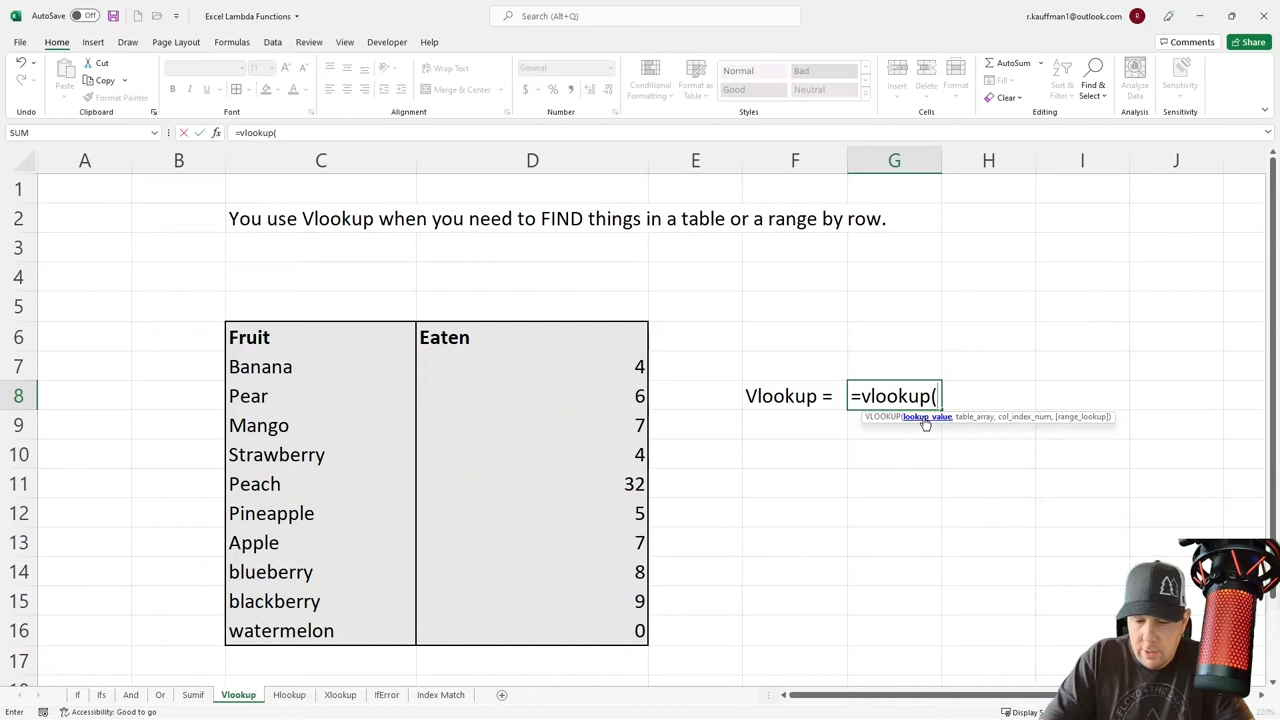 AutoSave Off
Excel Lambda Functions
Search (Alt+Q)
r.kauffman1@outlook.com
R
File Home Insert Draw Page Layout Formulas Data Review View Developer Help
Comments Share
Cut
Copy
Format Painter
Paste
11
Wrap Text
Merge & Center
General
Conditional Formatting
Format as Table
Normal Bad
Good Neutral
Insert Delete Format
AutoSum
Fill
Clear
Sort & Filter
Find & Select
Analyze Data
Sensitivity
Undo Clipboard Font Alignment Number Styles Cells Editing Analysis Sensitivity
SUM
=vlookup(
A B C D E F G H I J
1
2 You use Vlookup when you need to FIND things in a table or a range by row.
3
4
5
6 Fruit Eaten
7 Banana 4
8 Pear 6 Vlookup = =vlookup(
VLOOKUP(lookup_value, table_array, col_index_num, [range_lookup])
9 Mango 7
10 Strawberry 4
11 Peach 32
12 Pineapple 5
13 Apple 7
14 blueberry 8
15 blackberry 9
16 watermelon 0
17
If Ifs And Or Sumif Vlookup Hlookup Xlookup IfError Index Match
Enter Accessibility: Good to go
Display
220%